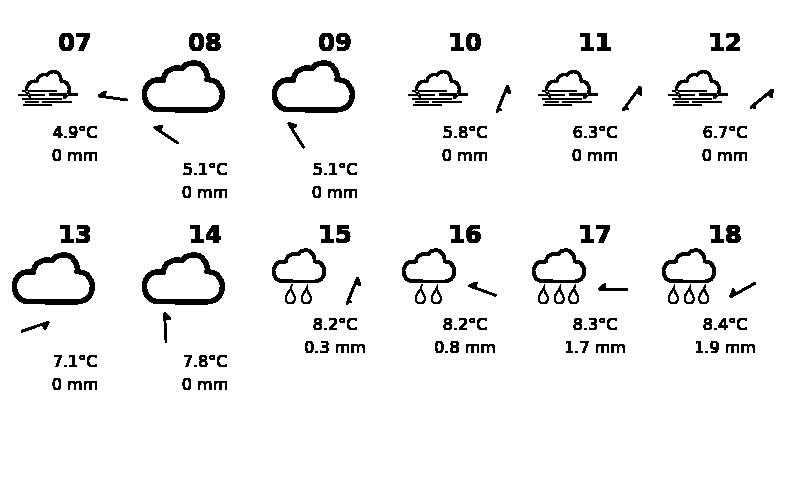 07 08 09 10 11 12
4.9°C 5.8°C 6.3°C 6.7°C
0 mm 0 mm 0 mm 0 mm
5.1°C 5.1°C
0 mm 0 mm
13 14 15 16 17 18
8.2°C 8.2°C 8.3°C 8.4°C
0.3 mm 0.8 mm 1.7 mm 1.9 mm
7.1°C 7.8°C
0 mm 0 mm